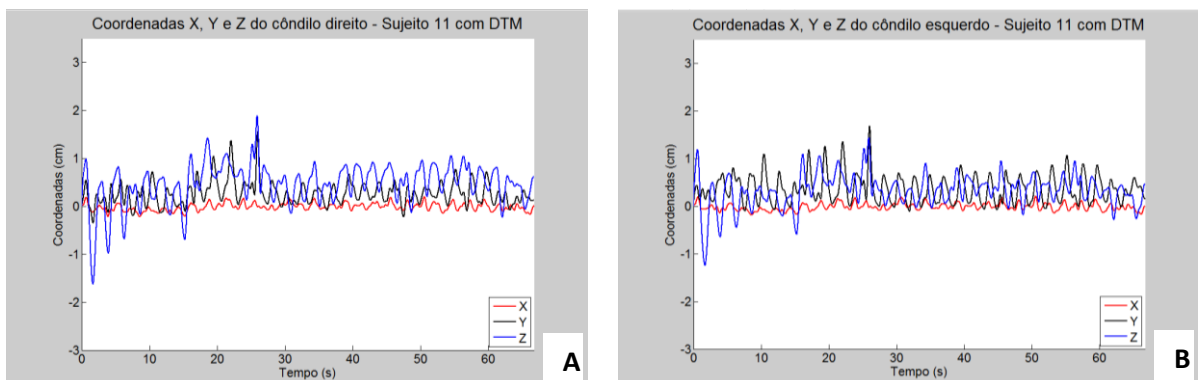 Coordenadas X, Y e Z do côndilo direito - Sujeito 11 com DTM
Coordenadas (cm)
3
2
1
0
-1
-2
-3
0 10 20 30 40 50 60
Tempo (s)
X
Y
Z
A
Coordenadas X, Y e Z do côndilo esquerdo - Sujeito 11 com DTM
Coordenadas (cm)
3
2
1
0
-1
-2
-3
0 10 20 30 40 50 60
Tempo (s)
X
Y
Z
B